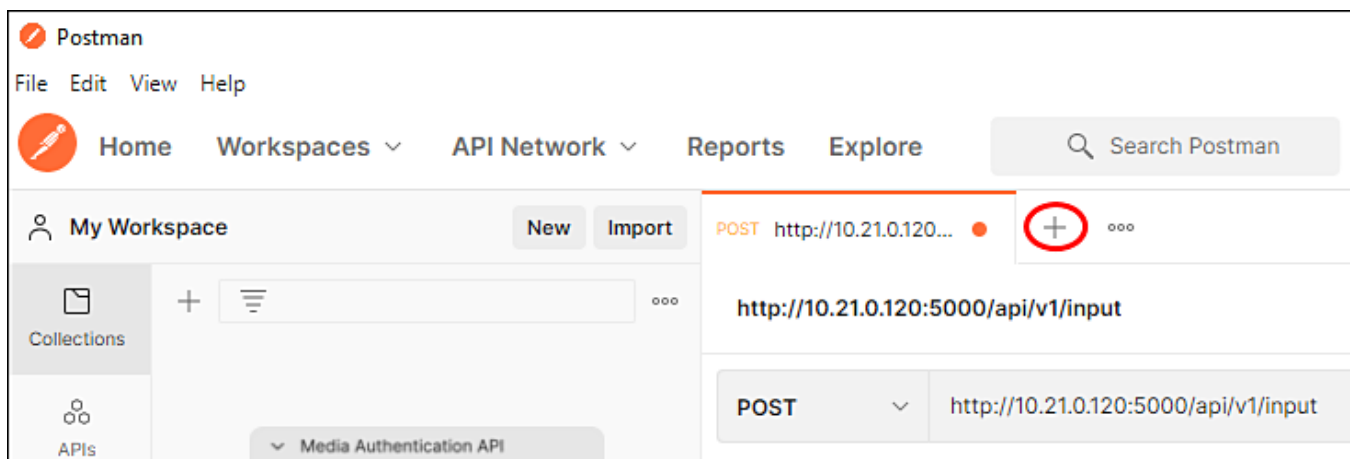 Postman
File Edit View Help
Home Workspaces API Network Reports Explore Search Postman
My Workspace New Import POST http://10.21.0.120...
Collections
http://10.21.0.120:5000/api/v1/input
POST http://10.21.0.120:5000/api/v1/input
APIs
Media Authentication API